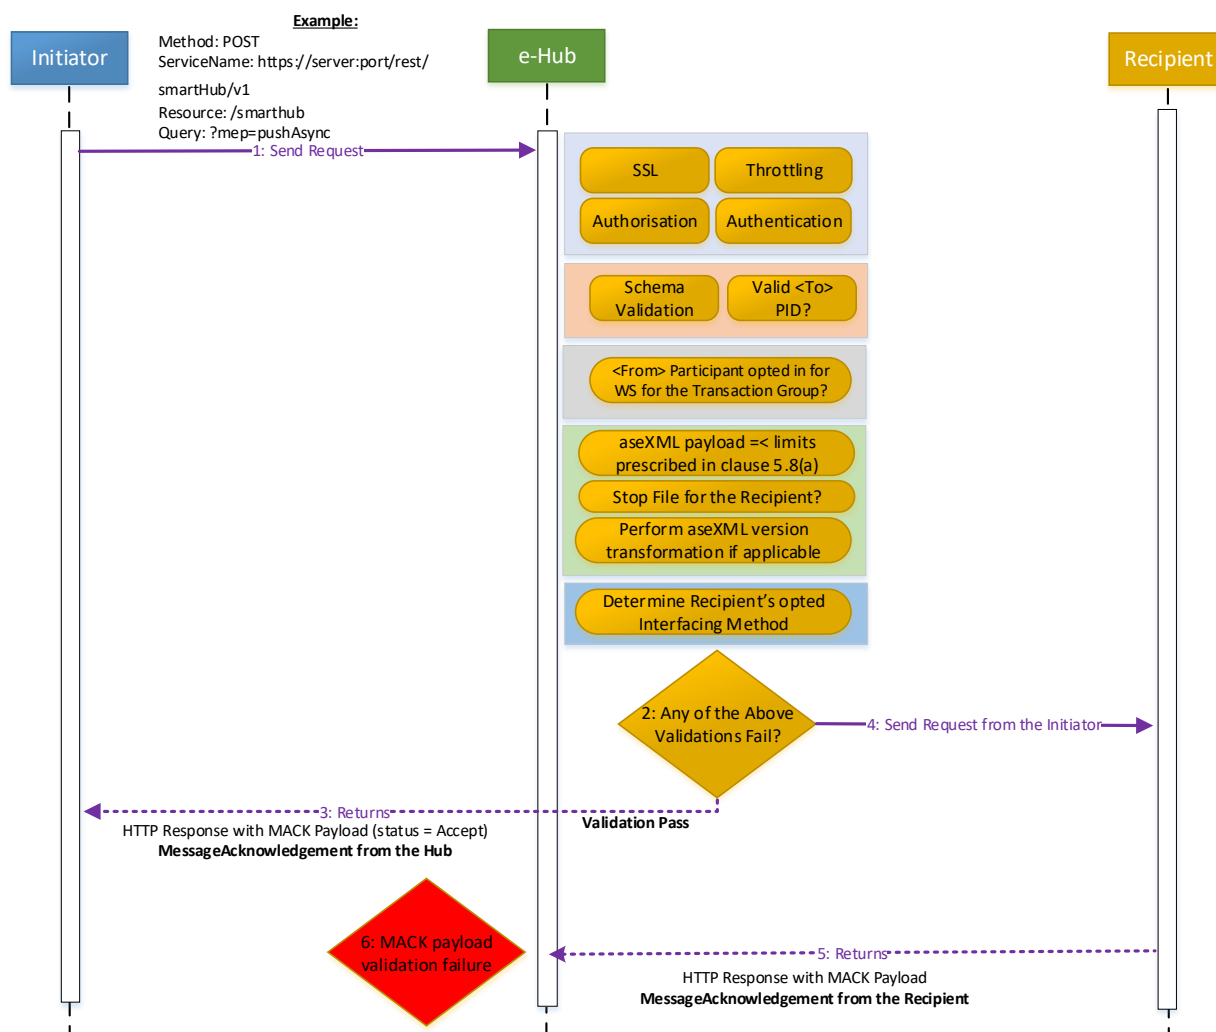 Example:
Initiator
Method: POST
ServiceName: https://server:port/rest/
smartHub/v1
Resource: /smarthub
Query: ?mep=pushAsync
e-Hub
Recipient
1: Send Request
SSL
Throttling
Authorisation
Authentication
Schema
Validation
Valid <To>
PID?
<From> Participant opted in for
WS for the Transaction Group?
aseXML payload =< limits
prescribed in clause 5.8(a)
Stop File for the Recipient?
Perform aseXML version
transformation if applicable
Determine Recipient's opted
Interfacing Method
2: Any of the Above
Validations Fail?
4: Send Request from the Initiator
3: Returns
Validation Pass
HTTP Response with MACK Payload (status = Accept)
MessageAcknowledgement from the Hub
6: MACK payload
validation failure
5: Returns
HTTP Response with MACK Payload
MessageAcknowledgement from the Recipient